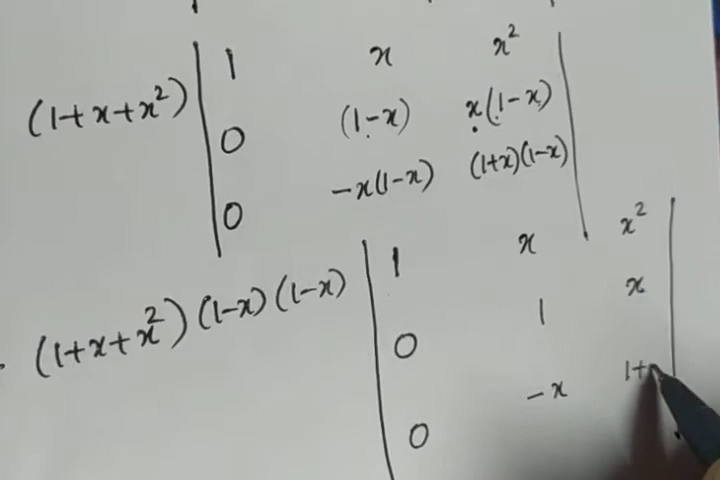 1 x x²
(1+x+x²) 0 (1-x) x(1-x)
0 -x(1-x) (1+x)(1-x)
1 x x²
(1+x+x²)(1-x)(1-x) 0 1 x
0 -x 1+